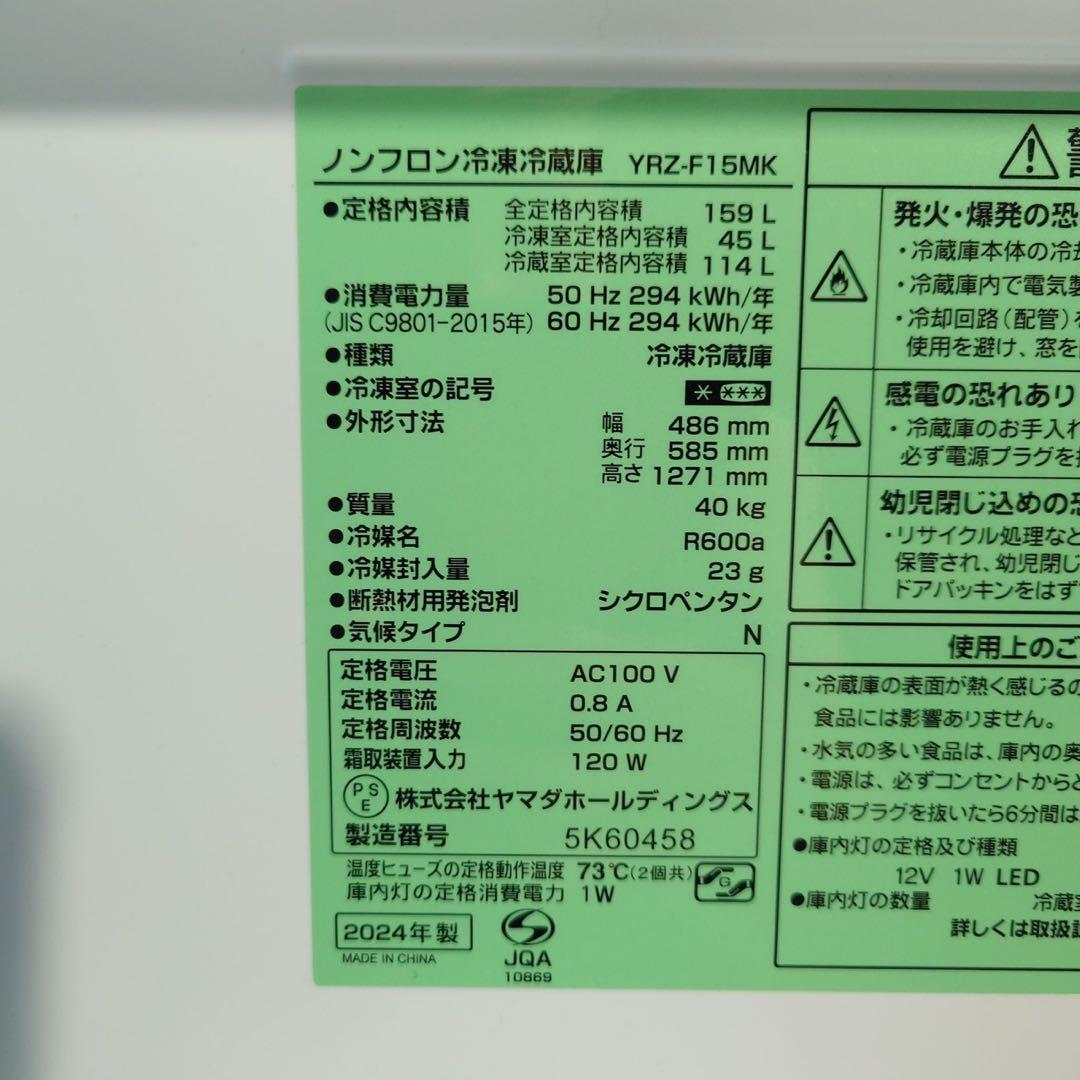 ノンフロン冷凍冷蔵庫 YRZ-F15MK
●定格内容積 全定格内容積 159 L
冷凍室定格内容積 45 L
冷蔵室定格内容積 114 L
●消費電力量 50 Hz 294 kWh/年
(JIS C9801-2015年) 60 Hz 294 kWh/年
●種類 冷凍冷蔵庫
●冷凍室の記号 * ***
●外形寸法 幅 486 mm
奥行 585 mm
高さ 1271 mm
●質量 40 kg
●冷媒名 R600a
●冷媒封入量 23 g
●断熱材用発泡剤 シクロペンタン
●気候タイプ N
定格電圧 AC100 V
定格電流 0.8 A
定格周波数 50/60 Hz
霜取装置入力 120 W
PSE 株式会社ヤマダホールディングス
製造番号 5K60458
温度ヒューズの定格動作温度 73℃(2個共)
G
庫内灯の定格消費電力 1W
2024年製
MADE IN CHINA
JQA
10869
発火・爆発の恐
・冷蔵庫本体の冷却
・冷蔵庫内で電気製
・冷却回路(配管)を
使用を避け、窓を
感電の恐れあり
・冷蔵庫のお手入れ
必ず電源プラグを
幼児閉じ込めの恐
・リサイクル処理など
保管され、幼児閉じ
ドアパッキンをはず
使用上のご
・冷蔵庫の表面が熱く感じるの
食品には影響ありません。
・水気の多い食品は、庫内の奥
・電源は、必ずコンセントからと
・電源プラグを抜いたら6分間は
●庫内灯の定格及び種類
12V 1W LED
●庫内灯の数量 冷蔵室
詳しくは取扱説